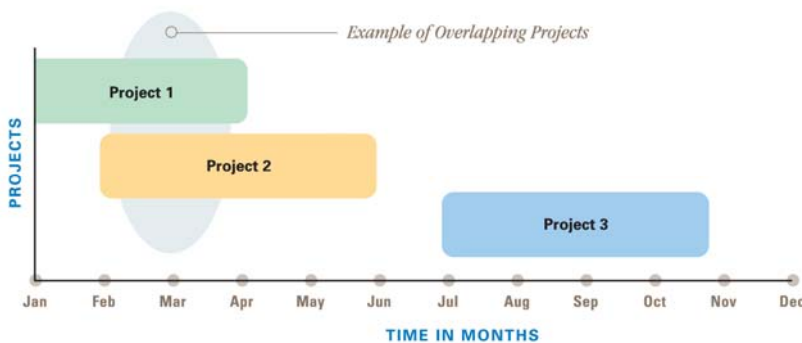 Example of Overlapping Projects
Project 1
Project 2
Project 3
PROJECTS
Jan Feb Mar Apr May Jun Jul Aug Sep Oct Nov Dec
TIME IN MONTHS